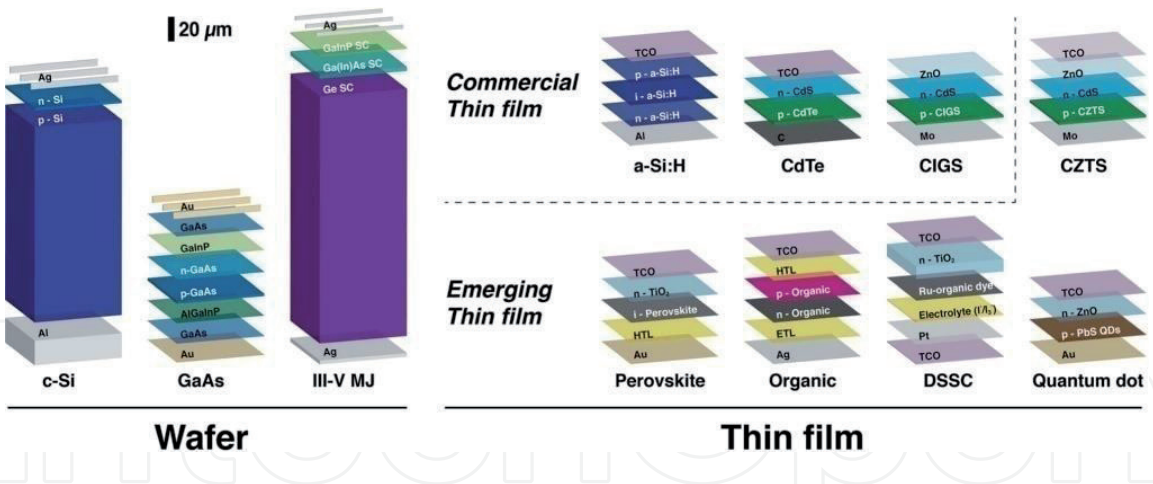 20 µm
Ag
n - Si
p - Si
Al
c-Si
Au
GaAs
GaInP
n-GaAs
p-GaAs
AlGaInP
GaAs
Au
GaAs
Ag
GaInP SC
Ga(In)As SC
Ge SC
Ag
III-V MJ
Wafer
Commercial
Thin film
TCO
p - a-Si:H
i - a-Si:H
n - a-Si:H
Al
a-Si:H
TCO
n - CdS
p - CdTe
C
CdTe
ZnO
n - CdS
p - CIGS
Mo
CIGS
TCO
ZnO
n - CdS
p - CZTS
Mo
CZTS
Emerging
Thin film
TCO
n - TiO₂
i - Perovskite
HTL
Au
Perovskite
TCO
HTL
p - Organic
n - Organic
ETL
Ag
Organic
TCO
n - TiO₂
Ru-organic dye
Electrolyte (I⁻/I₃⁻)
Pt
TCO
DSSC
TCO
n - ZnO
p - PbS QDs
Au
Quantum dot
Thin film